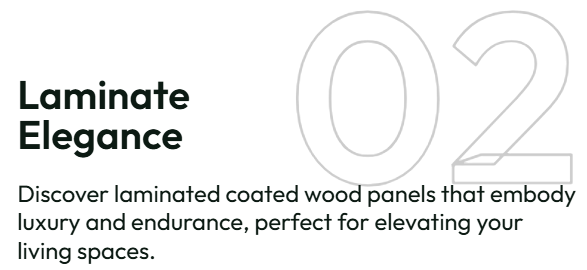 02
Laminate
Elegance
Discover laminated coated wood panels that embody
luxury and endurance, perfect for elevating your
living spaces.